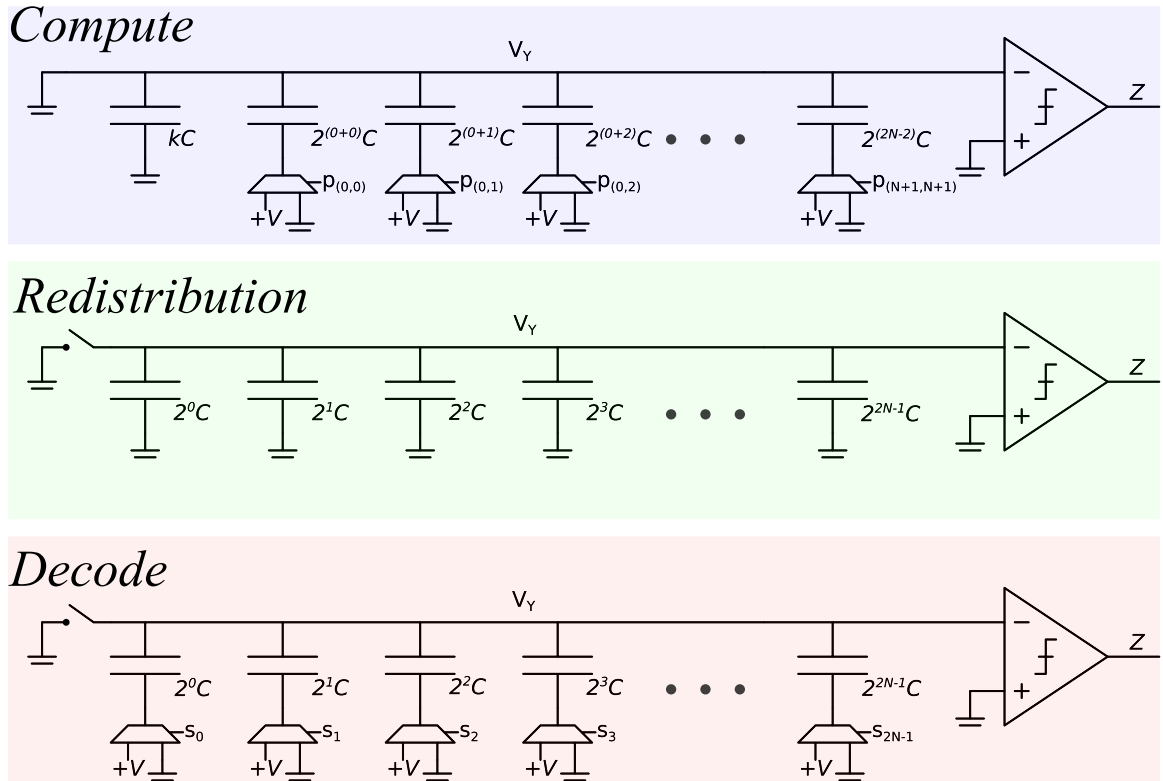 Compute
V_Y
Z
− +
kC 2^(0+0)C 2^(0+1)C 2^(0+2)C 2^(2N-2)C
p_(0,0) p_(0,1) p_(0,2) p_(N+1,N+1)
+V +V +V +V
Redistribution
V_Y
Z
− +
2^0C 2^1C 2^2C 2^3C 2^(2N-1)C
Decode
V_Y
Z
− +
2^0C 2^1C 2^2C 2^3C 2^(2N-1)C
s_0 s_1 s_2 s_3 s_2N-1
+V +V +V +V +V